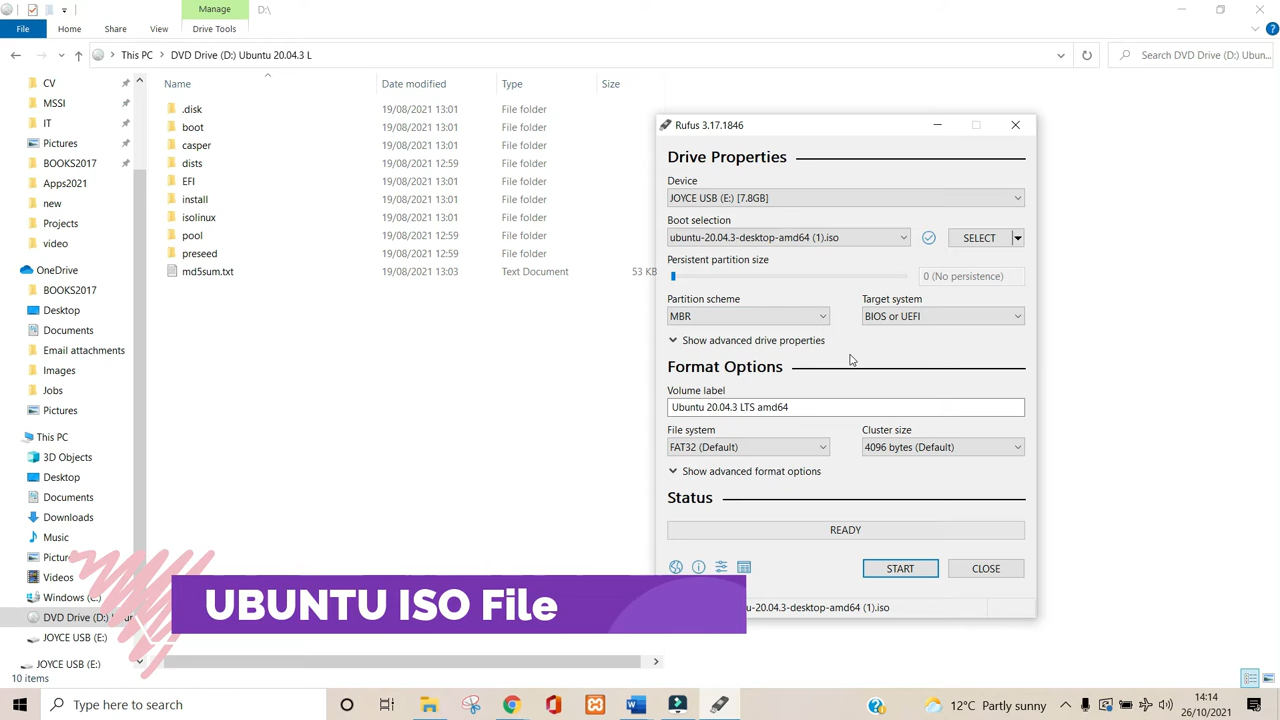 Manage
D:\
File
Home
Share
View
Drive Tools
This PC
DVD Drive (D:) Ubuntu 20.04.3 L
Search DVD Drive (D:) Ubun...
CV
MSSI
IT
Pictures
BOOKS2017
Apps2021
new
Projects
video
OneDrive
BOOKS2017
Desktop
Documents
Email attachments
Images
Jobs
Pictures
This PC
3D Objects
Desktop
Documents
Downloads
Music
Videos
Windows (C:)
DVD Drive (D:)
JOYCE USB (E:)
JOYCE USB (E:)
10 items
Name
Date modified
Type
Size
.disk 19/08/2021 13:01 File folder
boot 19/08/2021 13:01 File folder
casper 19/08/2021 13:01 File folder
dists 19/08/2021 12:59 File folder
EFI 19/08/2021 13:01 File folder
install 19/08/2021 13:01 File folder
isolinux 19/08/2021 13:01 File folder
pool 19/08/2021 12:59 File folder
preseed 19/08/2021 12:59 File folder
md5sum.txt 19/08/2021 13:03 Text Document 53 KB
Rufus 3.17.1846
Drive Properties
Device
JOYCE USB (E:) [7.8GB]
Boot selection
ubuntu-20.04.3-desktop-amd64 (1).iso
SELECT
Persistent partition size
0 (No persistence)
Partition scheme
Target system
MBR
BIOS or UEFI
Show advanced drive properties
Format Options
Volume label
Ubuntu 20.04.3 LTS amd64
File system
Cluster size
FAT32 (Default)
4096 bytes (Default)
Show advanced format options
Status
READY
START
CLOSE
-20.04.3-desktop-amd64 (1).iso
UBUNTU ISO File
Type here to search
12°C Partly sunny
14:14
26/10/2021